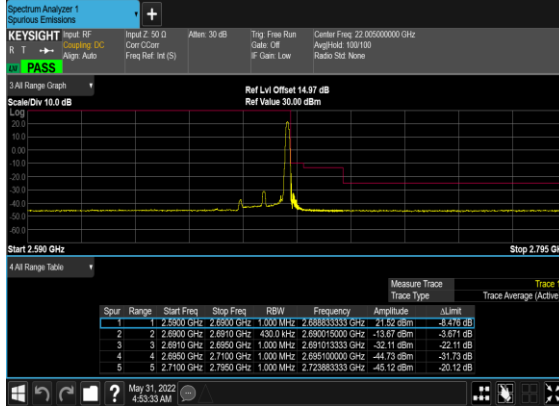 Spectrum Analyzer 1
Spurious Emissions
KEYSIGHT Input: RF Input Z: 50 Ω Atten: 30 dB Trig: Free Run Center Freq: 22.005000000 GHz
R T Coupling: DC Corr CCorr Gate: Off Avg|Hold: 100/100
Align: Auto Freq Ref: Int (S) IF Gain: Low Radio Std: None
PASS
3 All Range Graph
Ref Lvl Offset 14.97 dB
Scale/Div 10.0 dB Ref Value 30.00 dBm
Log
20.0
10.0
0.00
-10.0
-20.0
-30.0
-40.0
-50.0
-60.0
Start 2.590 GHz Stop 2.795 GH
4 All Range Table
Measure Trace Trace 1
Trace Type Trace Average (Active
Spur Range Start Freq Stop Freq RBW Frequency Amplitude ΔLimit
1 1 2.5900 GHz 2.6900 GHz 1.000 MHz 2.688833333 GHz 21.52 dBm -8.476 dB
2 2 2.6900 GHz 2.6910 GHz 430.0 kHz 2.690015000 GHz -13.67 dBm -3.671 dB
3 3 2.6910 GHz 2.6950 GHz 1.000 MHz 2.691013333 GHz -32.11 dBm -22.11 dB
4 4 2.6950 GHz 2.7100 GHz 1.000 MHz 2.695100000 GHz -44.73 dBm -31.73 dB
5 5 2.7100 GHz 2.7950 GHz 1.000 MHz 2.723883333 GHz -45.12 dBm -20.12 dB
May 31, 2022
4:53:33 AM